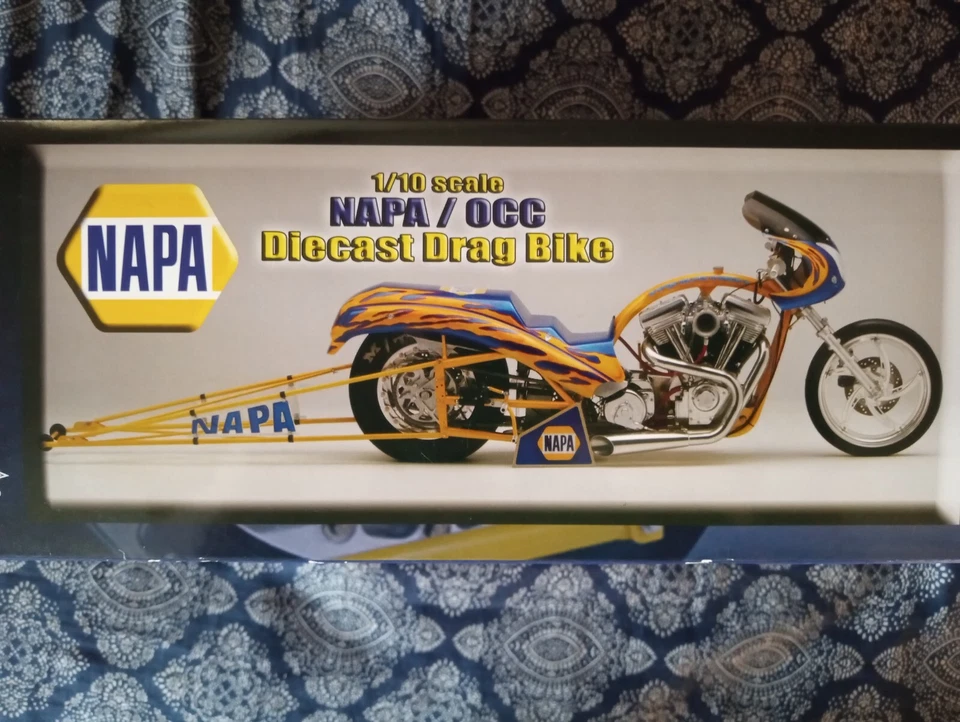 NAPA
1/10 scale
NAPA / OCC
Diecast Drag Bike
M/T
NAPA
NAPA